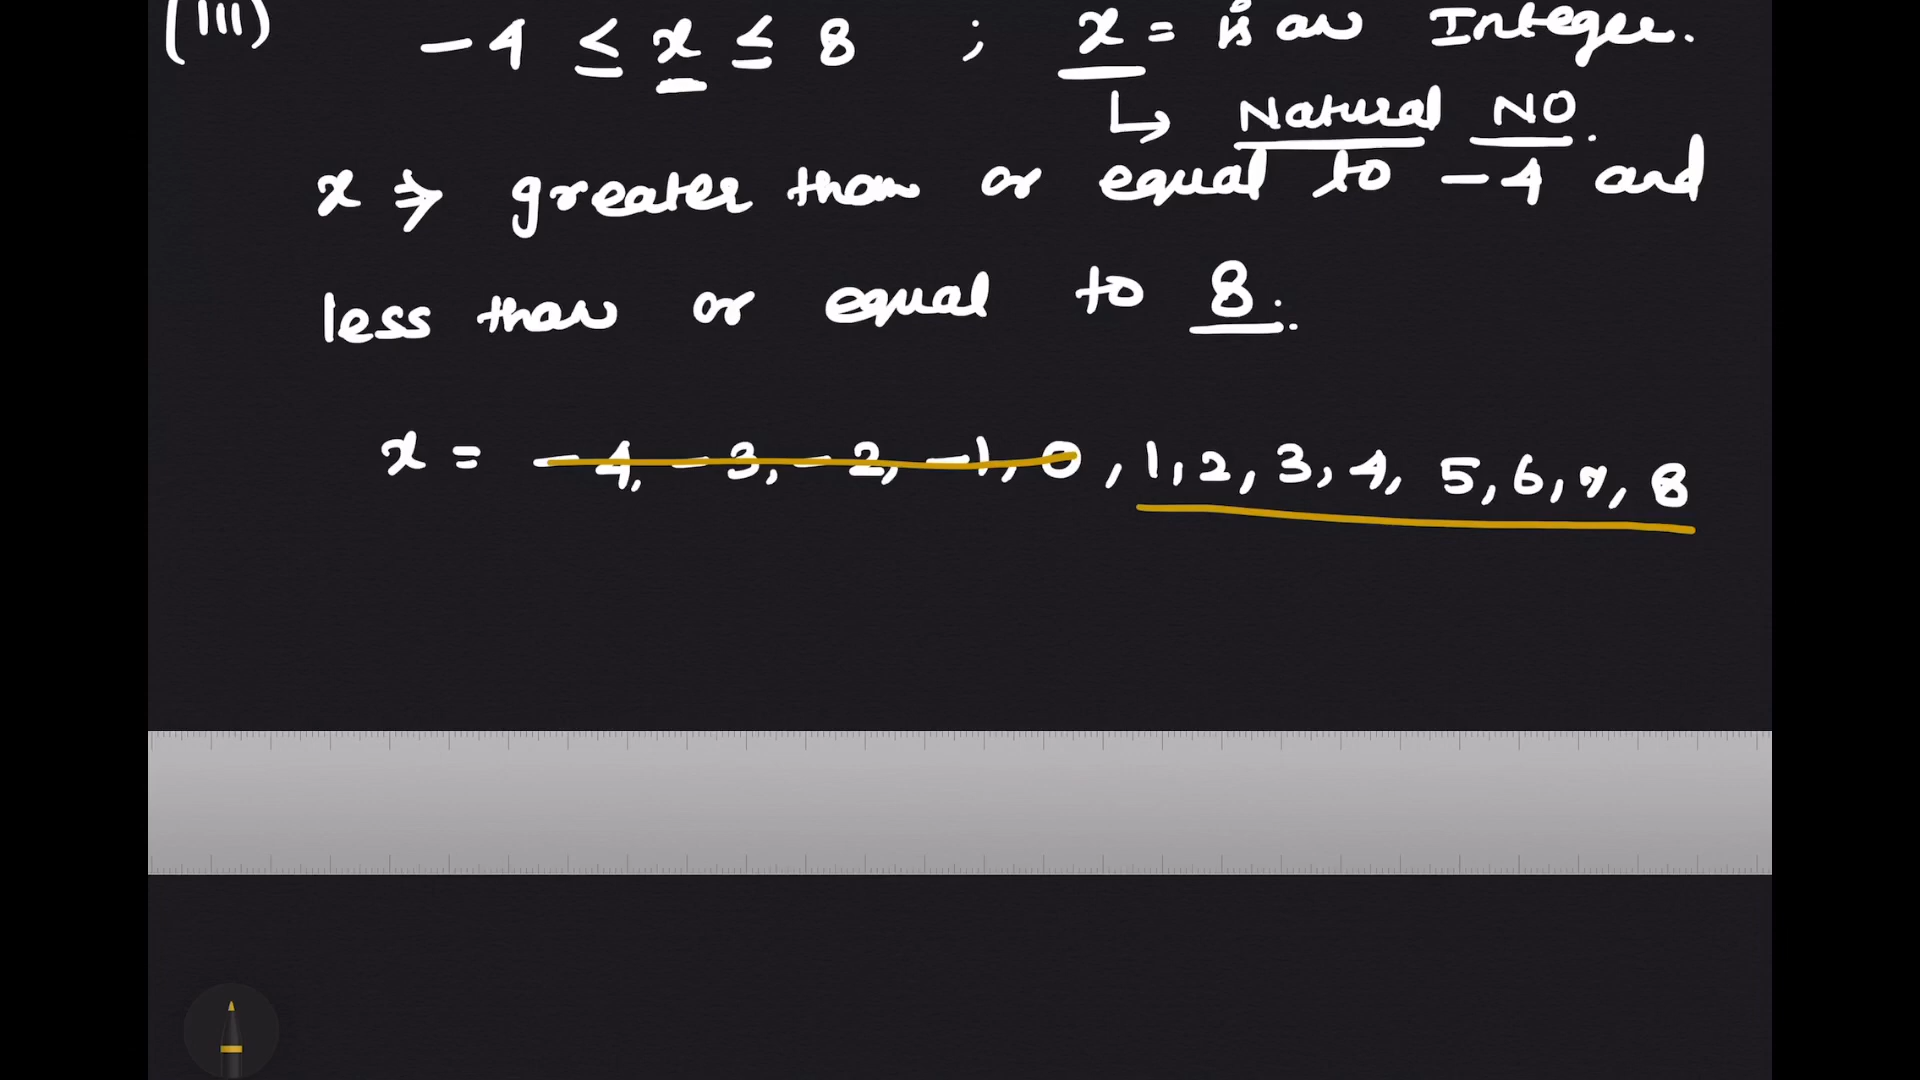 (iii) -4 ≤ x ≤ 8 ; x = is an Integer.
↳ Natural NO.
x ⇒ greater than or equal to -4 and
less than or equal to 8.
x = -4, -3, -2, -1, 0, 1, 2, 3, 4, 5, 6, 7, 8